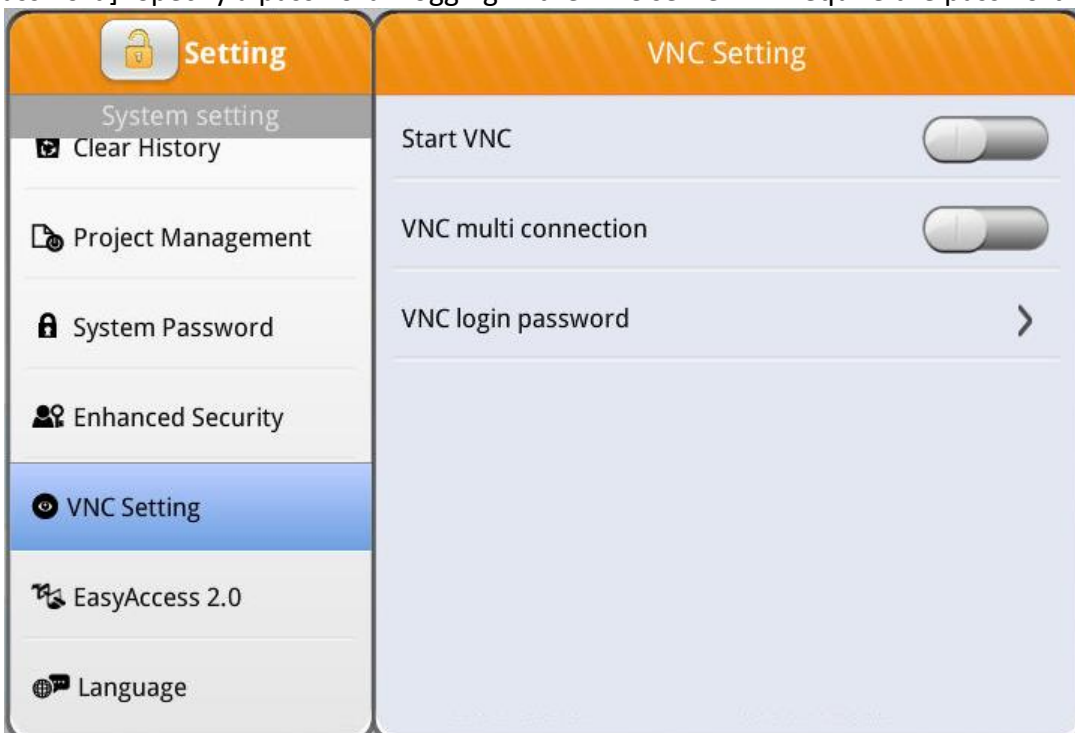 Setting
System setting
Clear History
Project Management
System Password
Enhanced Security
VNC Setting
EasyAccess 2.0
Language
VNC Setting
Start VNC
VNC multi connection
VNC login password